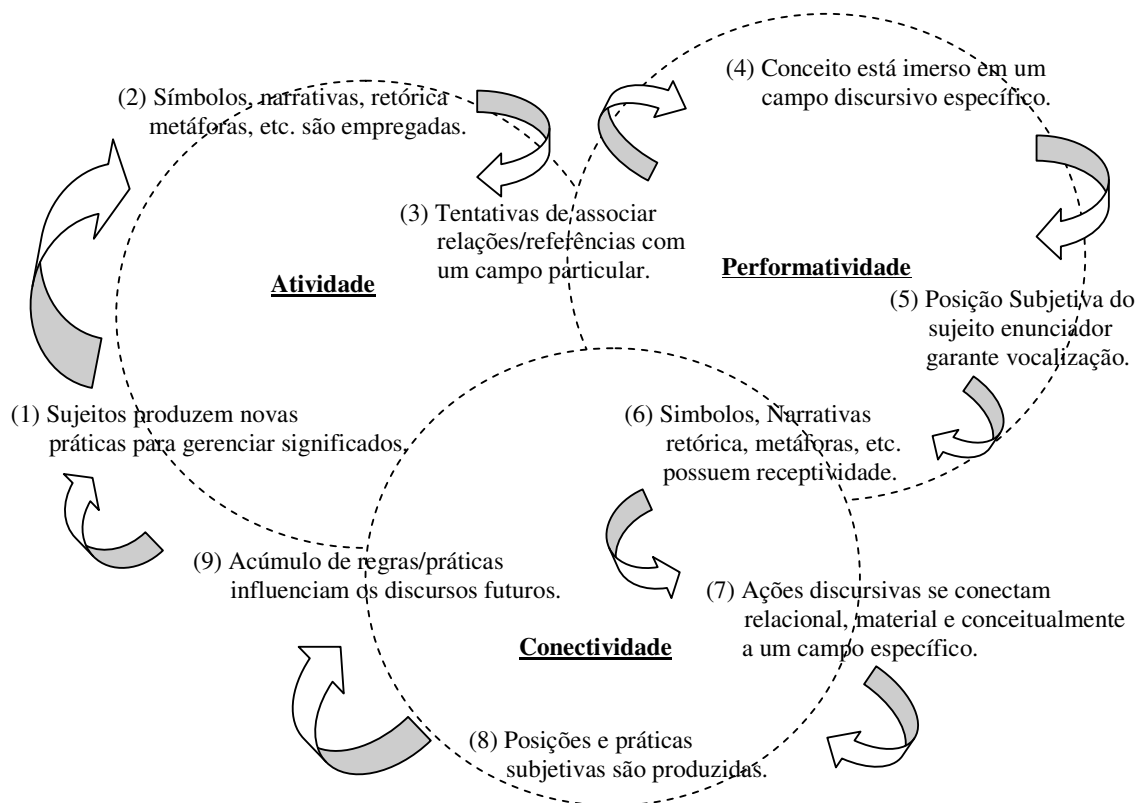 (4) Conceito está imerso em um
campo discursivo específico.
(2) Símbolos, narrativas, retórica
metáforas, etc. são empregadas.
(3) Tentativas de associar
relações/referências com
um campo particular.
Performatividade
Atividade
(5) Posição Subjetiva do
sujeito enunciador
garante vocalização.
(1) Sujeitos produzem novas
práticas para gerenciar significados.
(6) Simbolos, Narrativas
retórica, metáforas, etc.
possuem receptividade.
(9) Acúmulo de regras/práticas
influenciam os discursos futuros.
(7) Ações discursivas se conectam
relacional, material e conceitualmente
a um campo específico.
Conectividade
(8) Posições e práticas
subjetivas são produzidas.